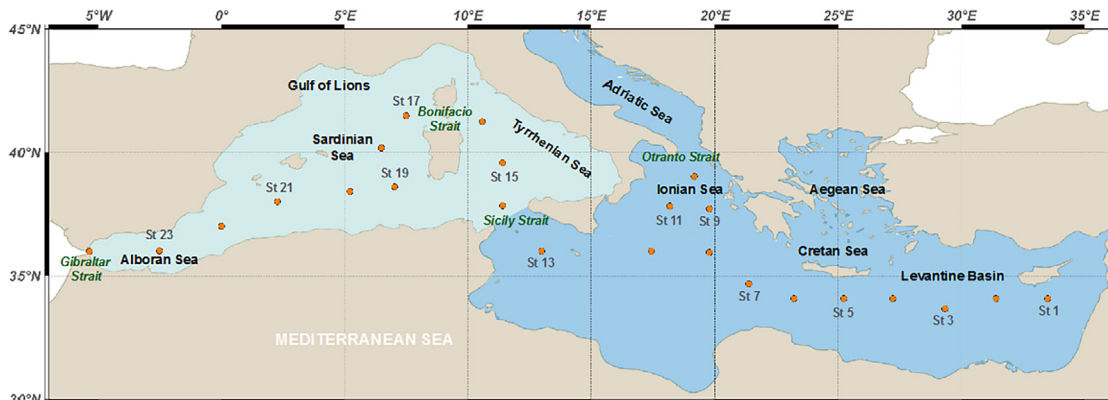 5°W 0° 5°E 10°E 15°E 20°E 25°E 30°E 35°E
45°N
Gulf of Lions
Adriatic Sea
St 17
Bonifacio
Strait
Tyrrhenian Sea
Sardinian
Sea
40°N
Otranto Strait
St 19
St 15
St 21
Ionian Sea
Aegean Sea
Sicily Strait
St 11
St 9
St 23
Alboran Sea
Gibraltar
Strait
St 13
Cretan Sea
35°N
Levantine Basin
St 7
St 5
St 3
St 1
MEDITERRANEAN SEA
30°N